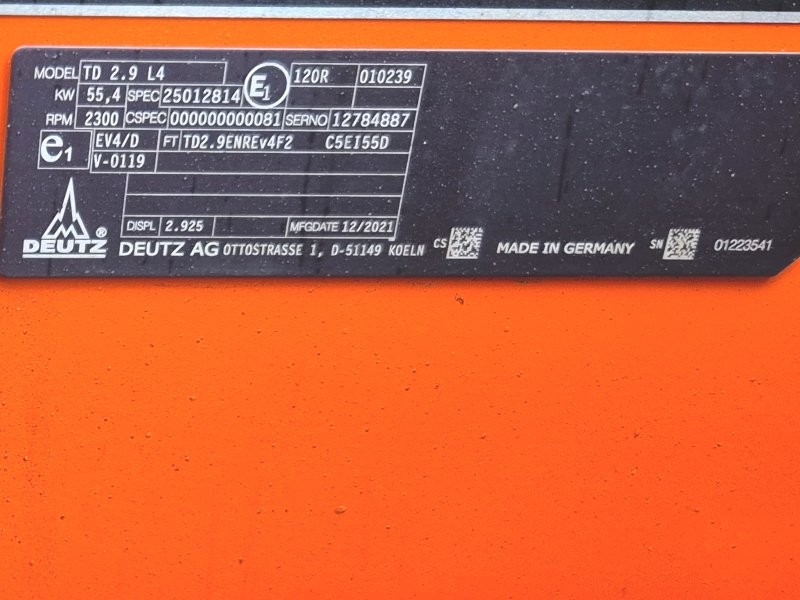 MODEL TD 2.9 L4 E1 120R 010239
KW 55,4 SPEC 25012814
RPM 2300 CSPEC 000000000081 SERNO 12784887
e1 EV4/D FT TD2.9ENREv4F2 C5E155D
V-0119
DISPL 2.925 MFGDATE 12/2021
DEUTZ® DEUTZ AG OTTOSTRASSE 1, D-51149 KOELN CS MADE IN GERMANY SN 01223541